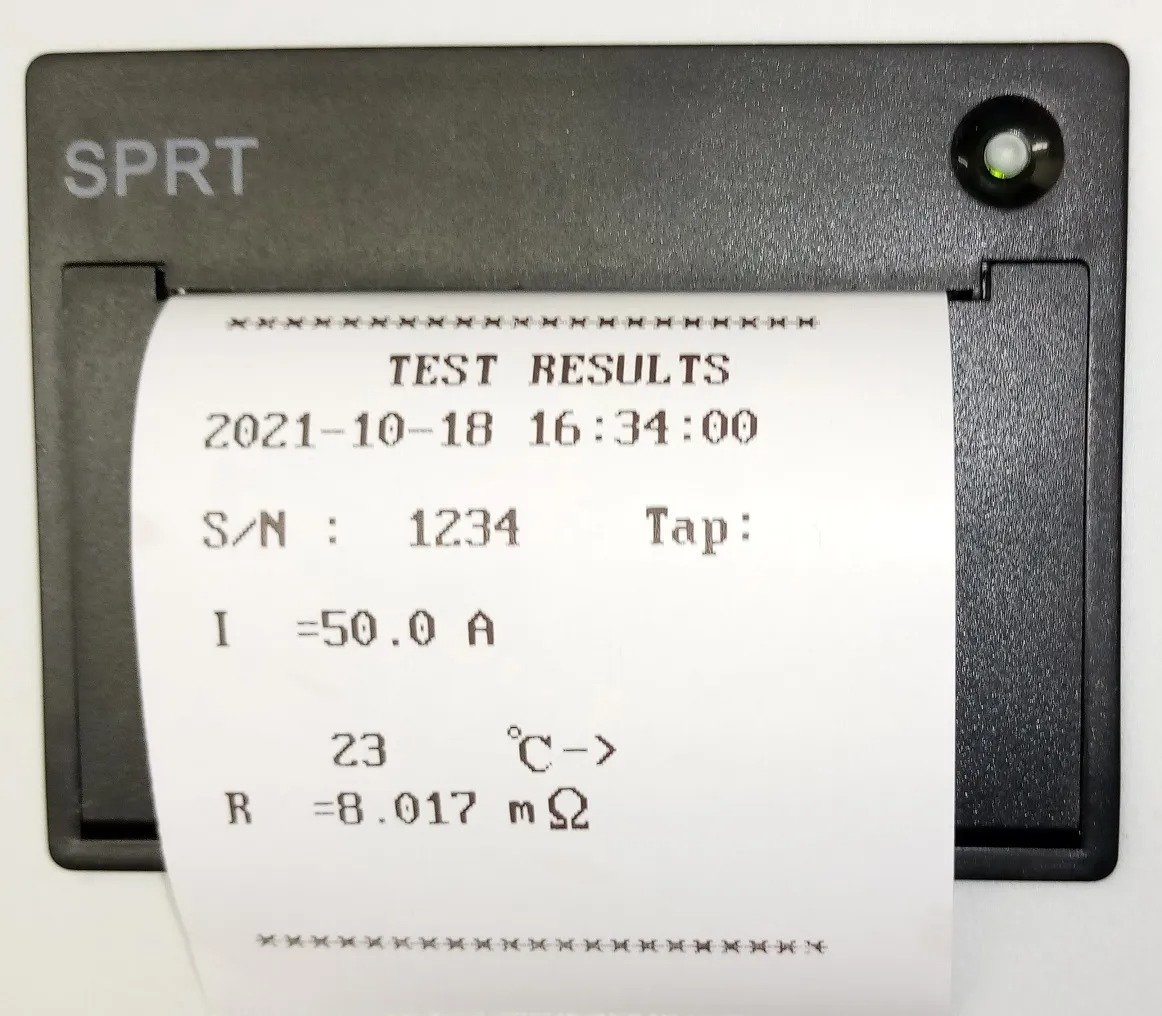 SPRT
*********************
TEST RESULTS
2021-10-18 16:34:00
S/N : 1234 Tap:
I =50.0 A
23 ℃->
R =8.017 mΩ
*********************